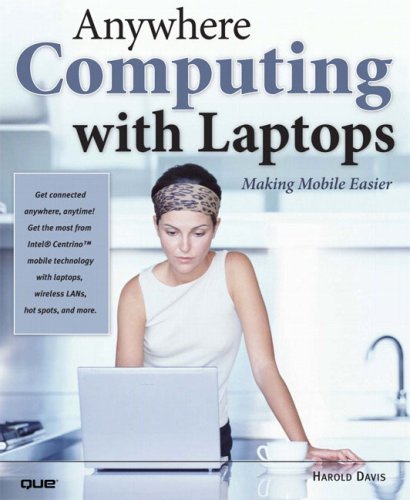 Anywhere
Computing
with Laptops
Making Mobile Easier
Get connected
anywhere, anytime!
Get the most from
Intel® Centrino™
mobile technology
with laptops,
wireless LANs,
hot spots, and more.
HAROLD DAVIS
QUE®